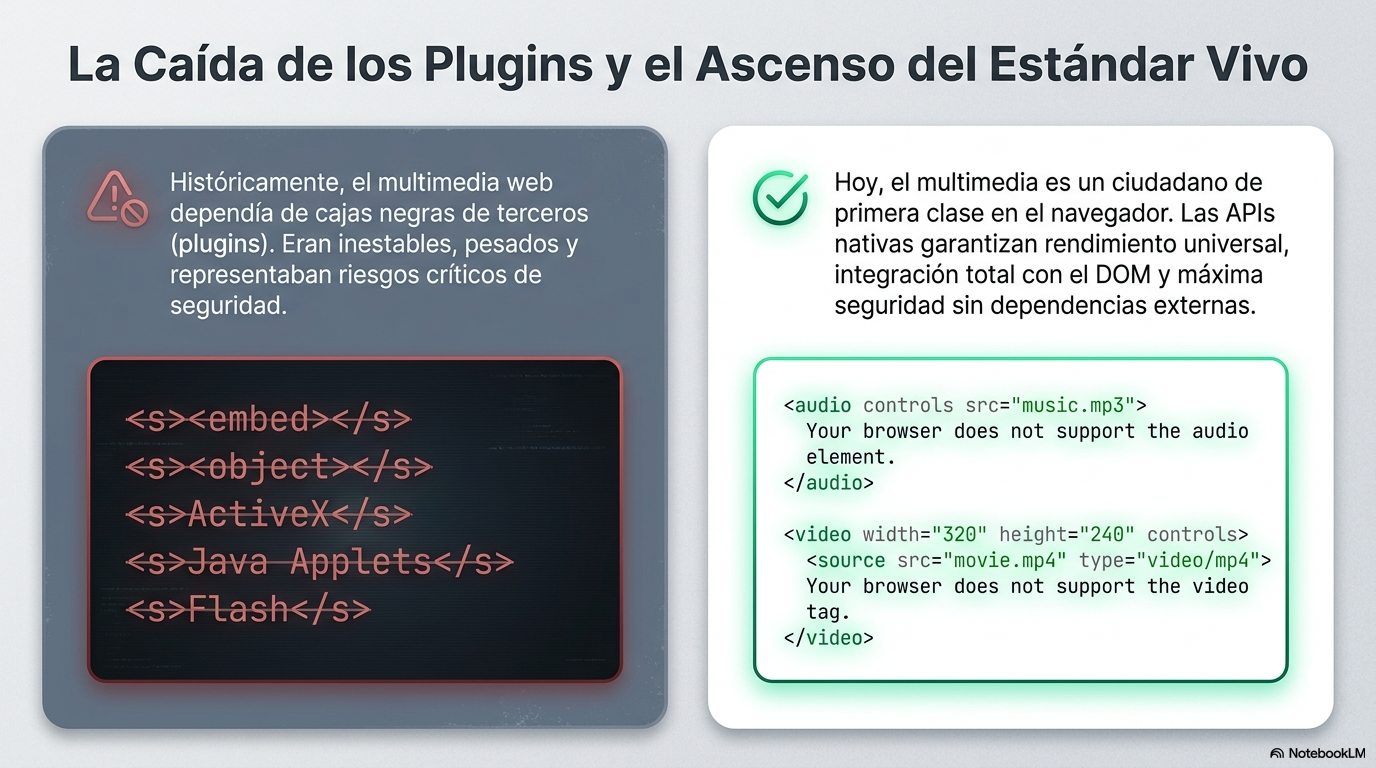 La Caída de los Plugins y el Ascenso del Estándar Vivo
Históricamente, el multimedia web
dependía de cajas negras de terceros
(plugins). Eran inestables, pesados y
representaban riesgos críticos de
seguridad.
<s><embed></s>
<s><object></s>
<s>ActiveX</s>
<s>Java Applets</s>
<s>Flash</s>
Hoy, el multimedia es un ciudadano de
primera clase en el navegador. Las APIs
nativas garantizan rendimiento universal,
integración total con el DOM y máxima
seguridad sin dependencias externas.
<audio controls src="music.mp3">
Your browser does not support the audio
element.
</audio>
<video width="320" height="240" controls>
<source src="movie.mp4" type="video/mp4">
Your browser does not support the video
tag.
</video>
NotebookLM